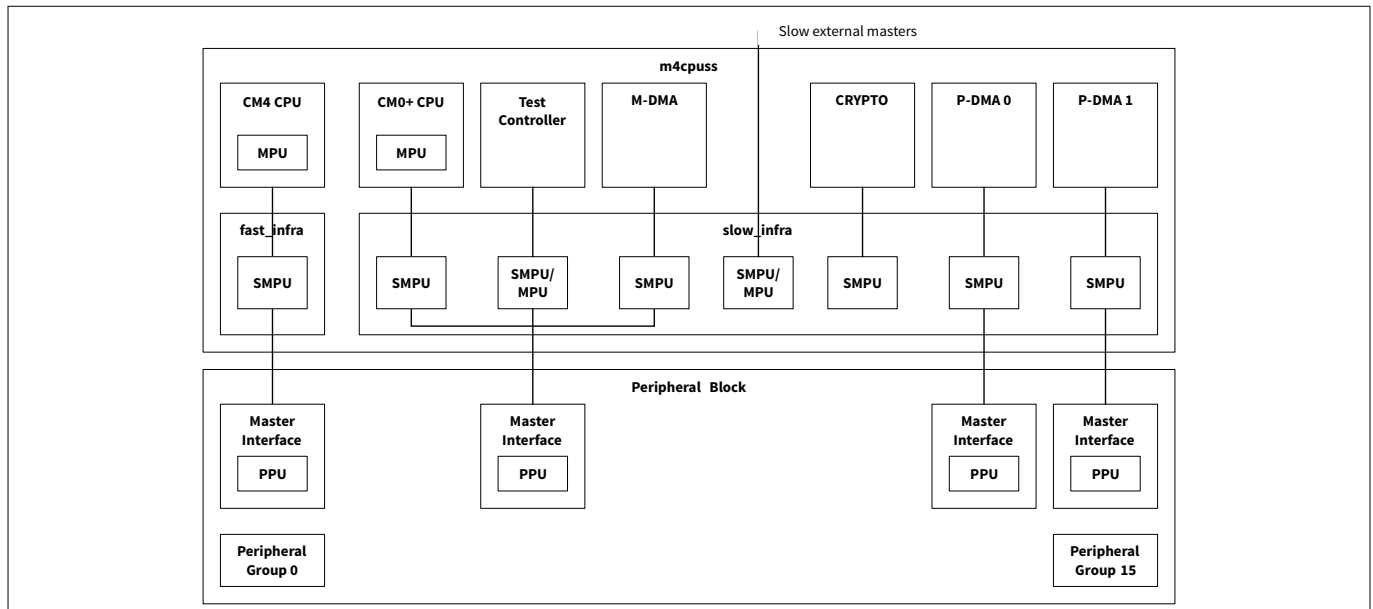 Slow external masters
m4cpuss
CM4 CPU
MPU
CM0+ CPU
MPU
Test
Controller
M-DMA
CRYPTO
P-DMA 0
P-DMA 1
fast_infra
slow_infra
SMPU
SMPU
SMPU/
MPU
SMPU
SMPU/
MPU
SMPU
SMPU
SMPU
Peripheral Block
Master
Interface
PPU
Master
Interface
PPU
Master
Interface
PPU
Master
Interface
PPU
Peripheral
Group 0
Peripheral
Group 15